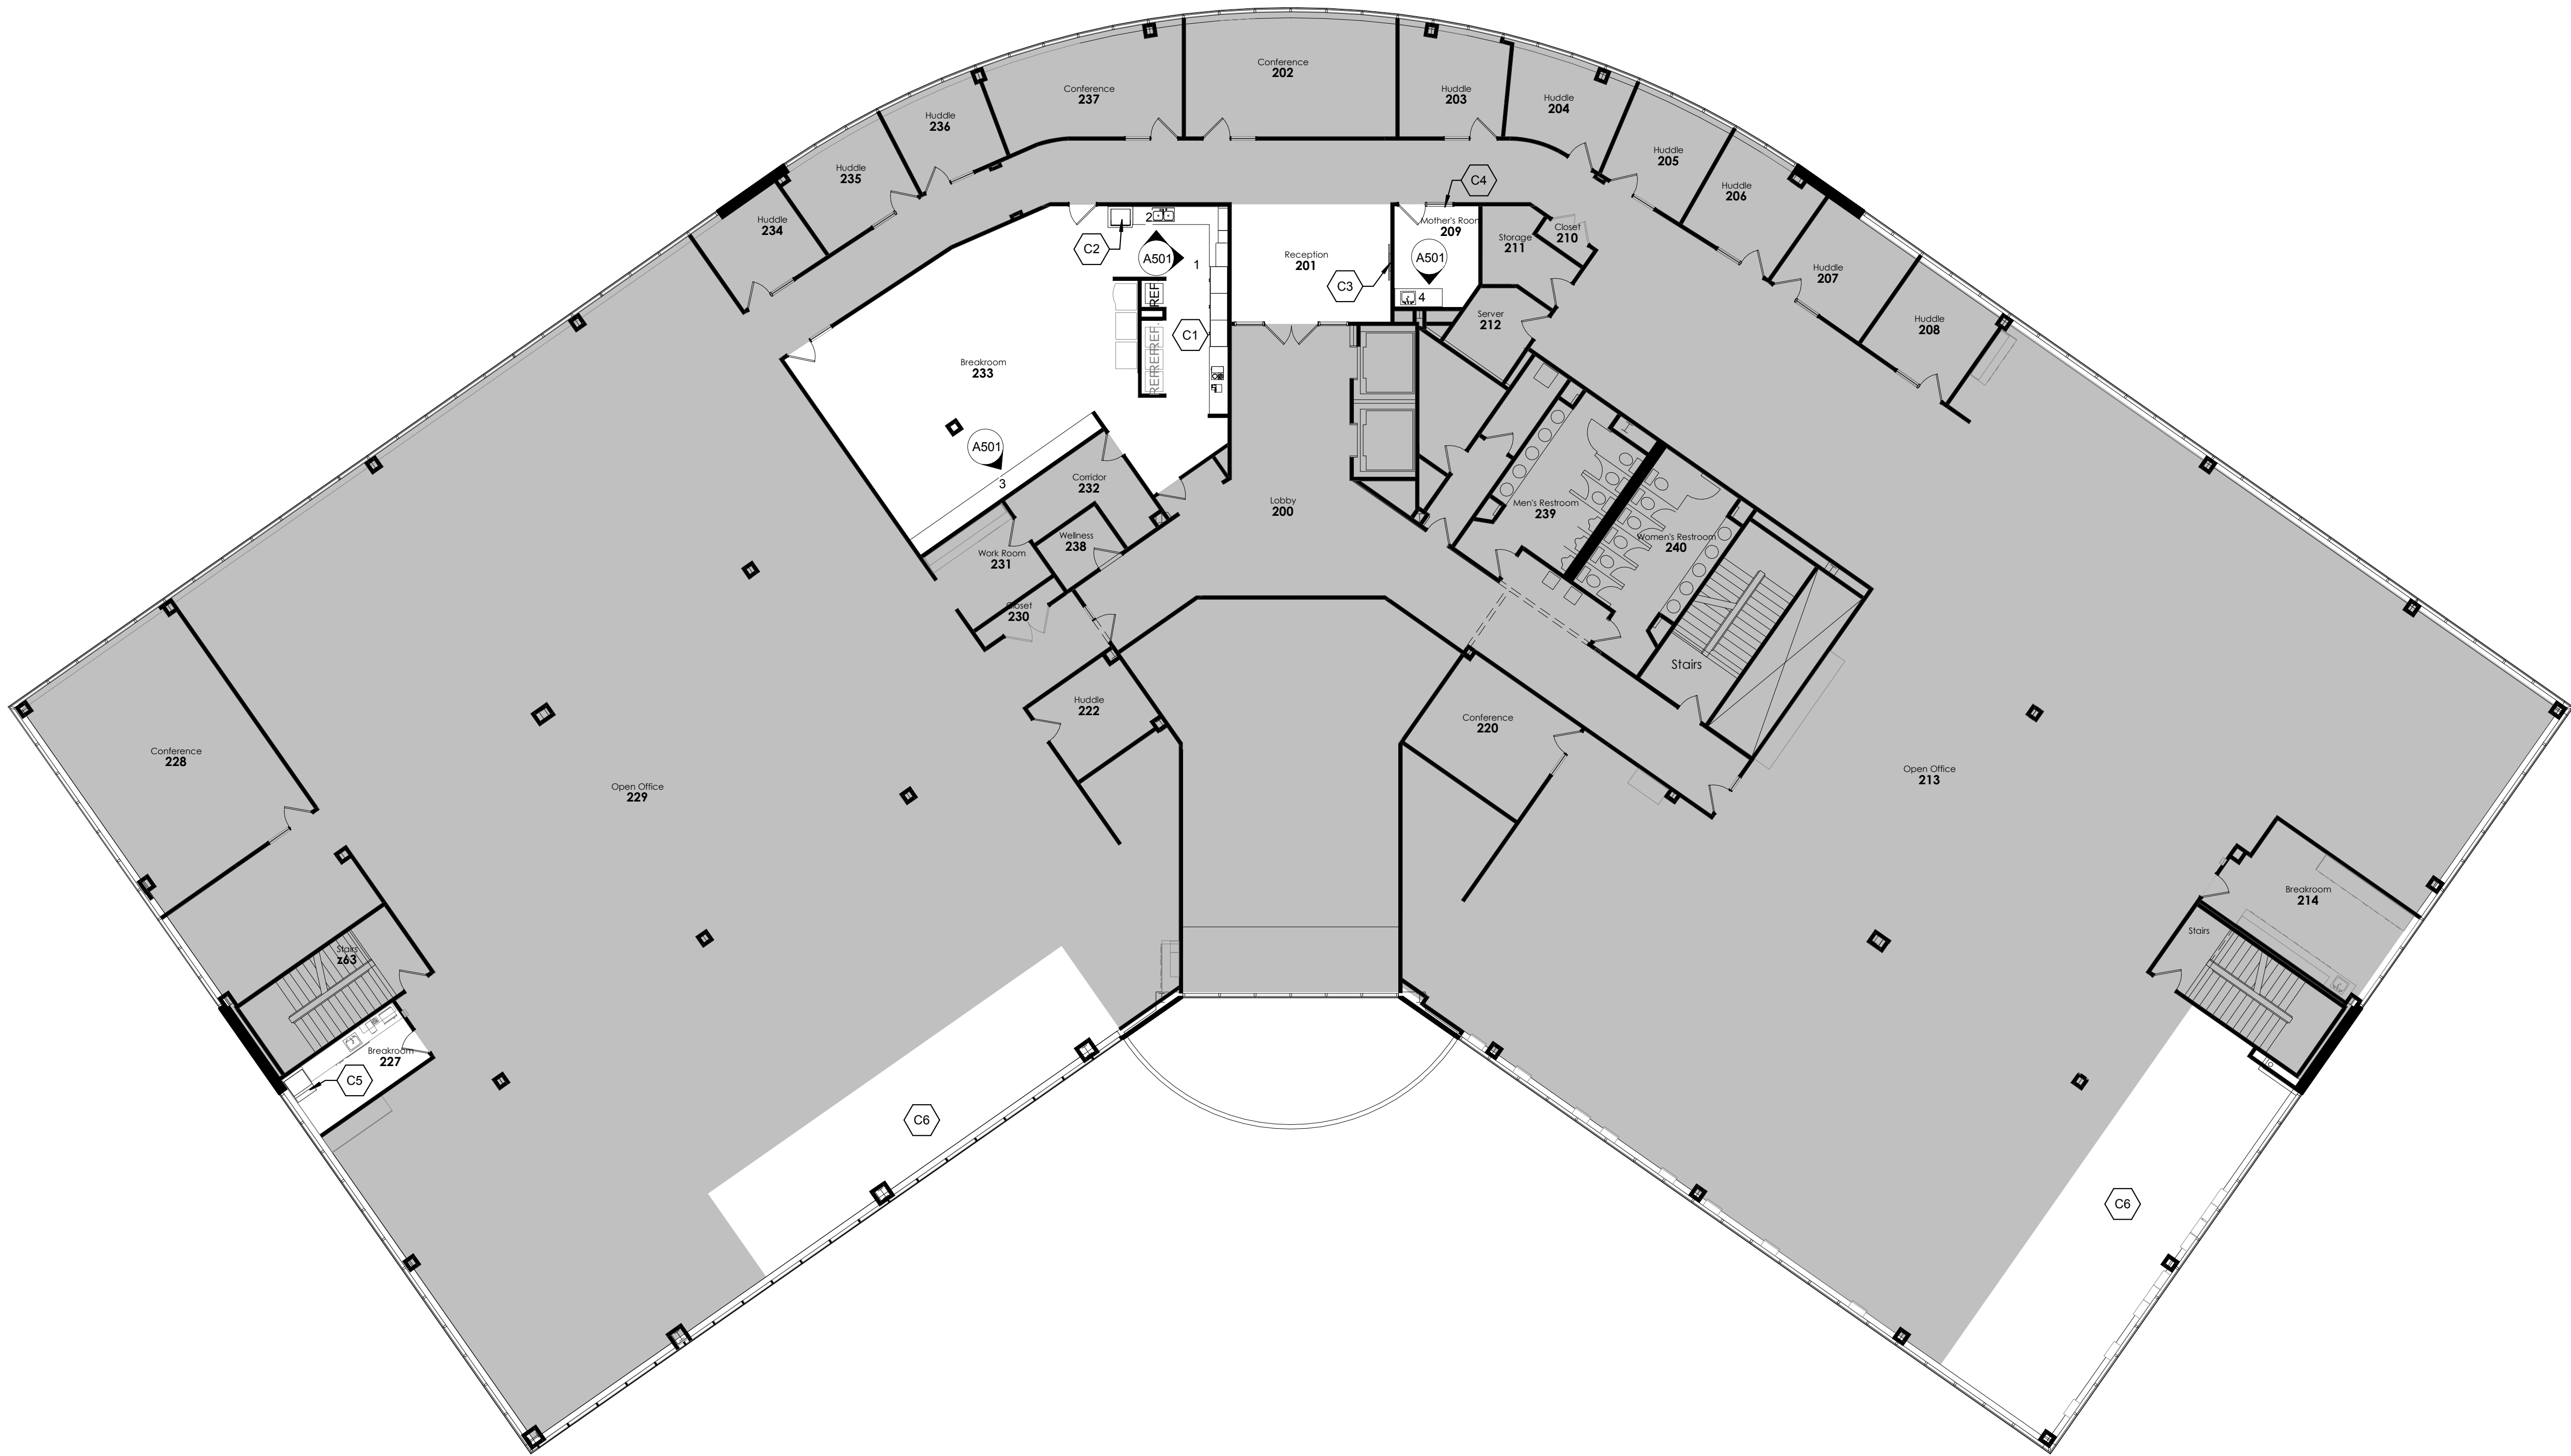 Conference
202
Conference
237
Huddle
203
Huddle
204
Huddle
236
Huddle
235
Huddle
205
Huddle
206
Huddle
234
Huddle
207
Huddle
208
C4
Mother's Room
209
Closet
210
Storage
211
C2
2
A501
1
Reception
201
C3
A501
4
REF
Server
212
C1
REF.
REF
REF
Breakroom
233
A501
3
Corridor
232
Lobby
200
Men's Restroom
239
Women's Restroom
240
Wellness
238
Work Room
231
Closet
230
Stairs
Huddle
222
Conference
220
Conference
228
Open Office
229
Open Office
213
Breakroom
214
Stairs
Stairs
z63
Breakroom
227
C5
C6
C6